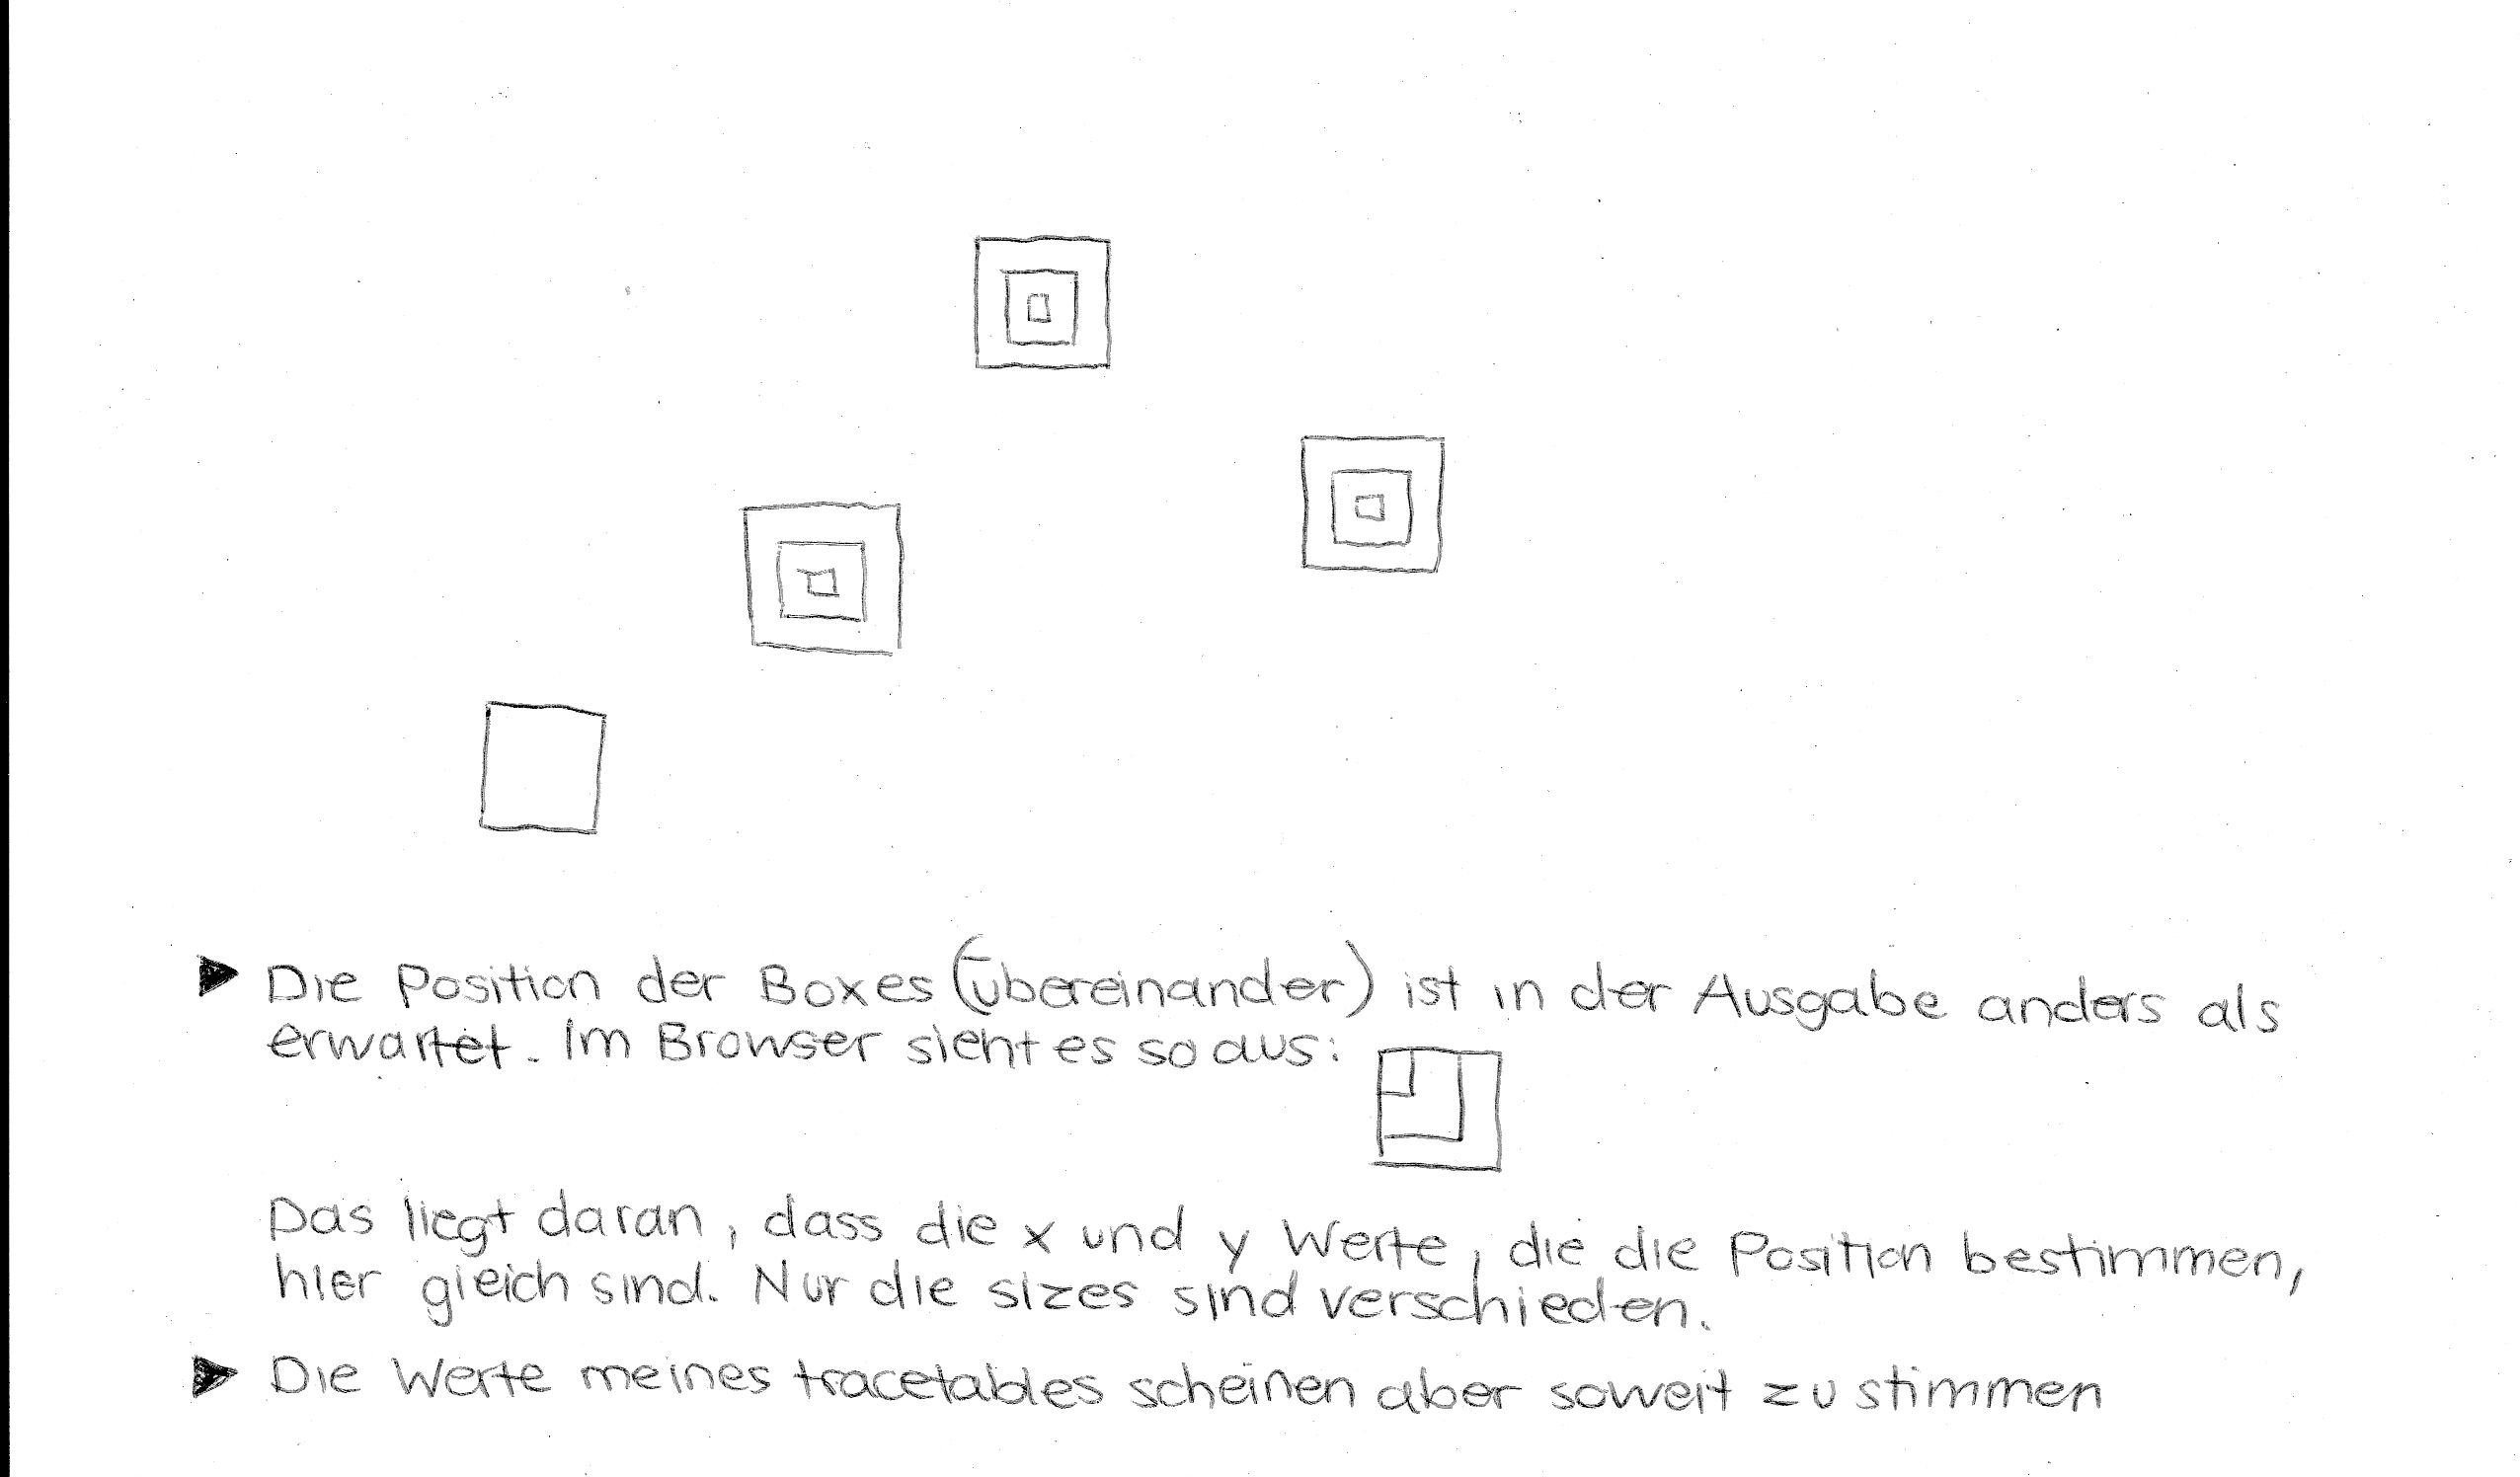 Die Position der Boxes (übereinander) ist in der Ausgabe anders als
erwartet. Im Browser sieht es so aus:
Das liegt daran, dass die x und y Werte, die die Position bestimmen,
hier gleich sind. Nur die sizes sind verschieden.
Die Werte meines tracetables scheinen aber soweit zu stimmen